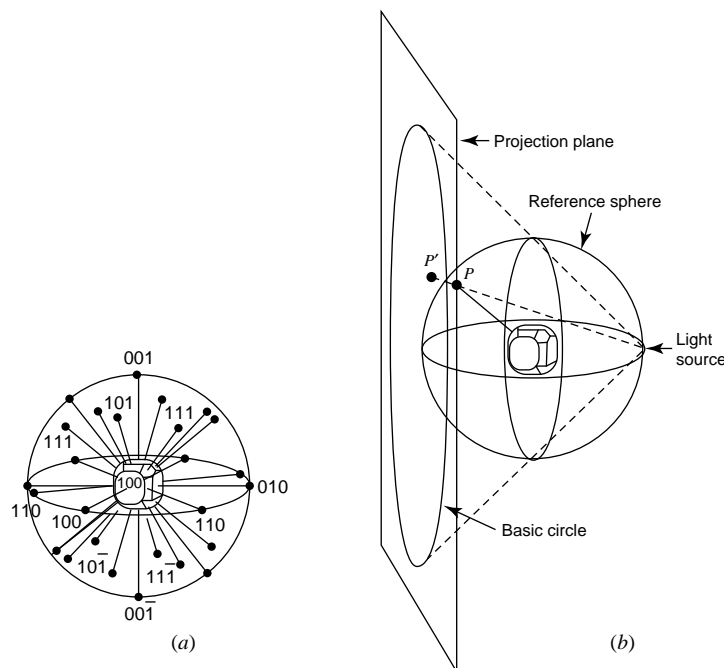 001
101
111
111
100
010
110
100
110
101̅
111̅
001̅
(a)
Projection plane
Reference sphere
P′
P
Light
source
Basic circle
(b)